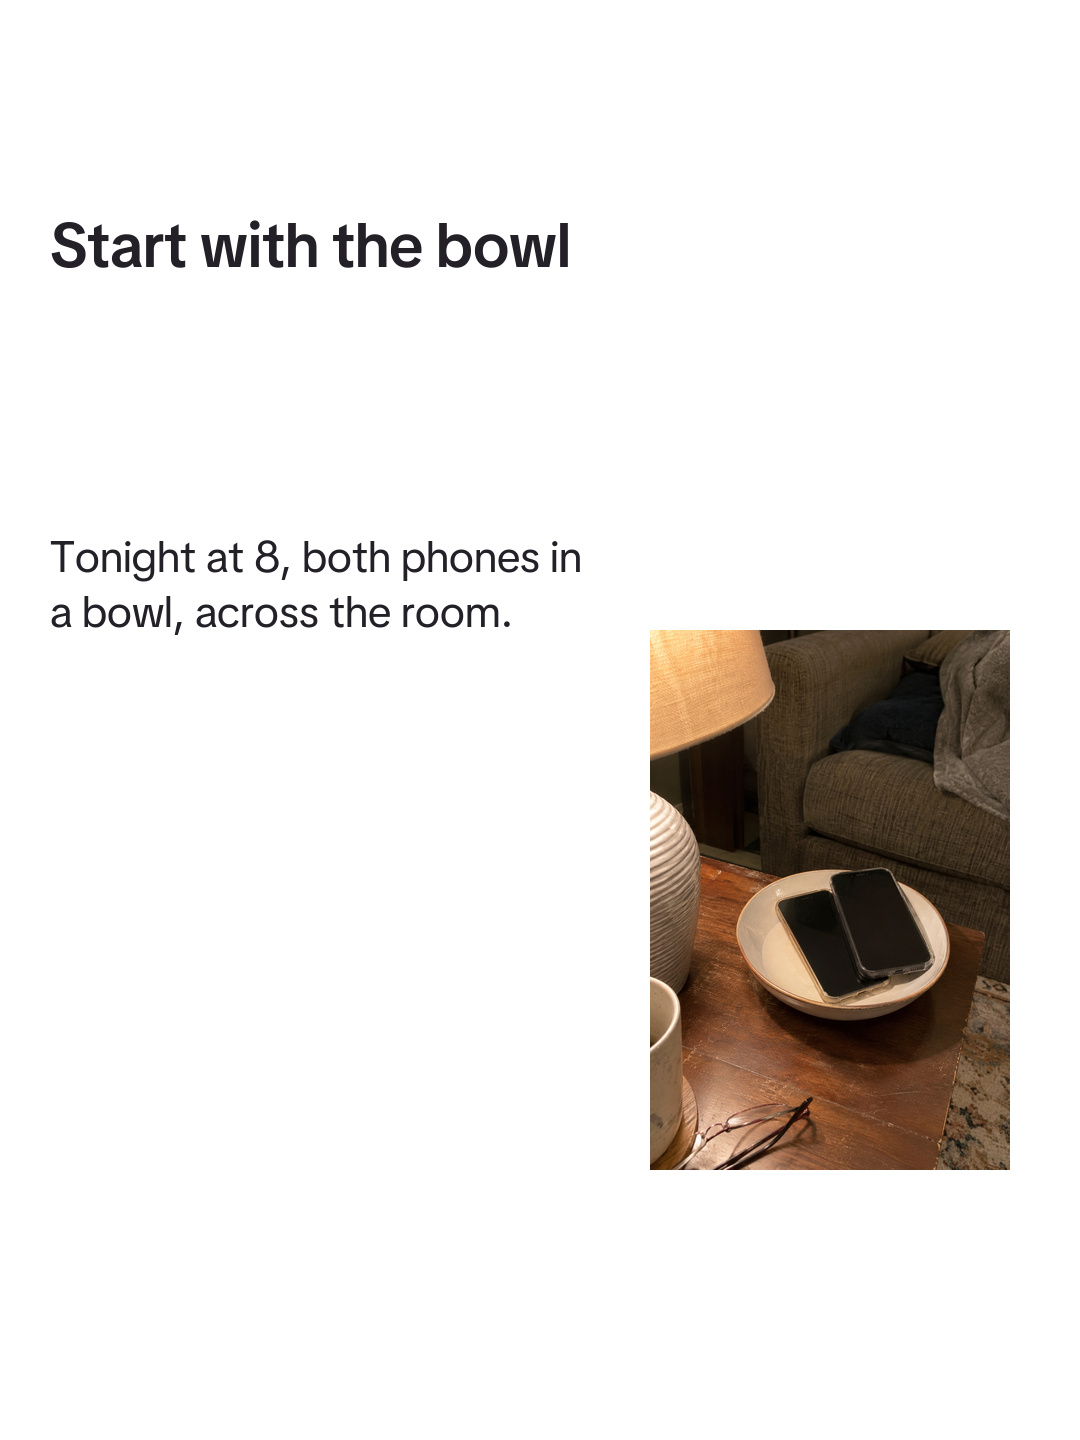 Start with the bowl
Tonight at 8, both phones in
a bowl, across the room.